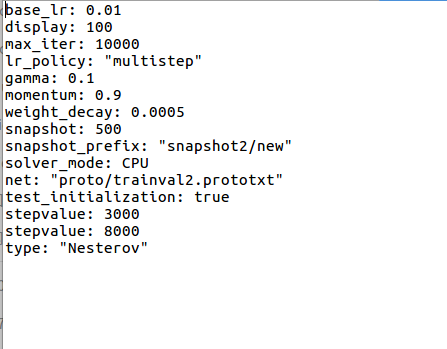 base_lr: 0.01
display: 100
max_iter: 10000
lr_policy: "multistep"
gamma: 0.1
momentum: 0.9
weight_decay: 0.0005
snapshot: 500
snapshot_prefix: "snapshot2/new"
solver_mode: CPU
net: "proto/trainval2.prototxt"
test_initialization: true
stepvalue: 3000
stepvalue: 8000
type: "Nesterov"